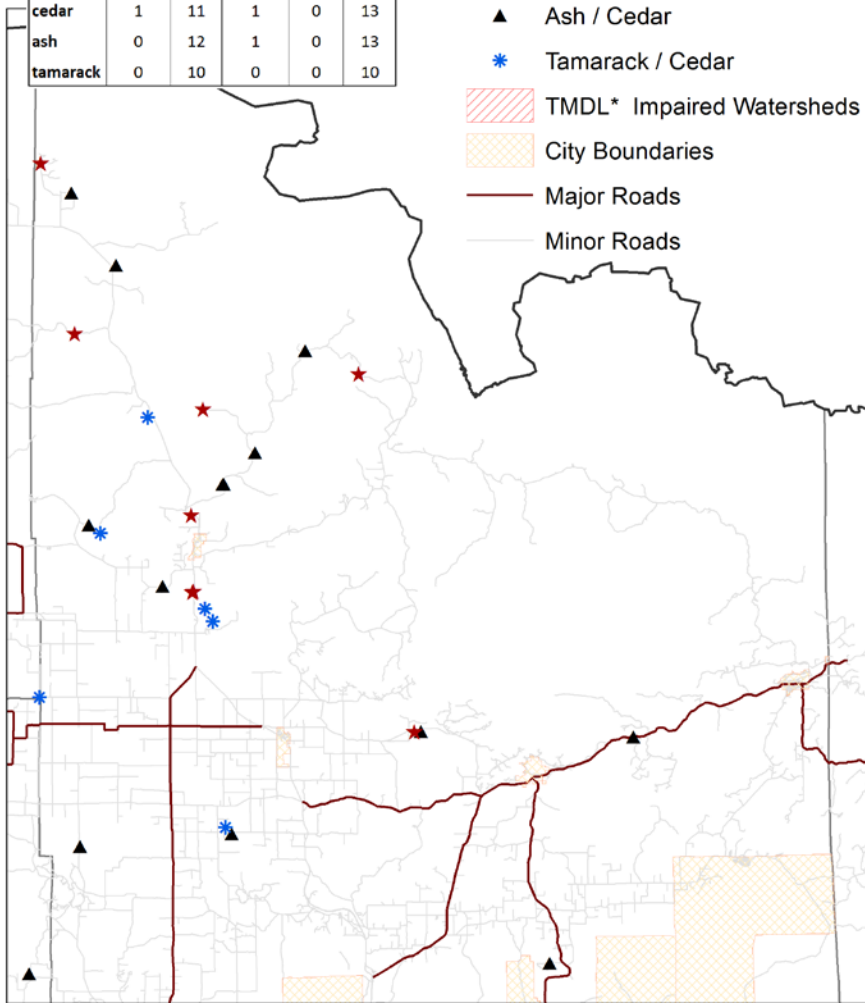 cedar 1 11 1 0 13
ash 0 12 1 0 13
tamarack 0 10 0 0 10
Ash / Cedar
Tamarack / Cedar
TMDL* Impaired Watersheds
City Boundaries
Major Roads
Minor Roads